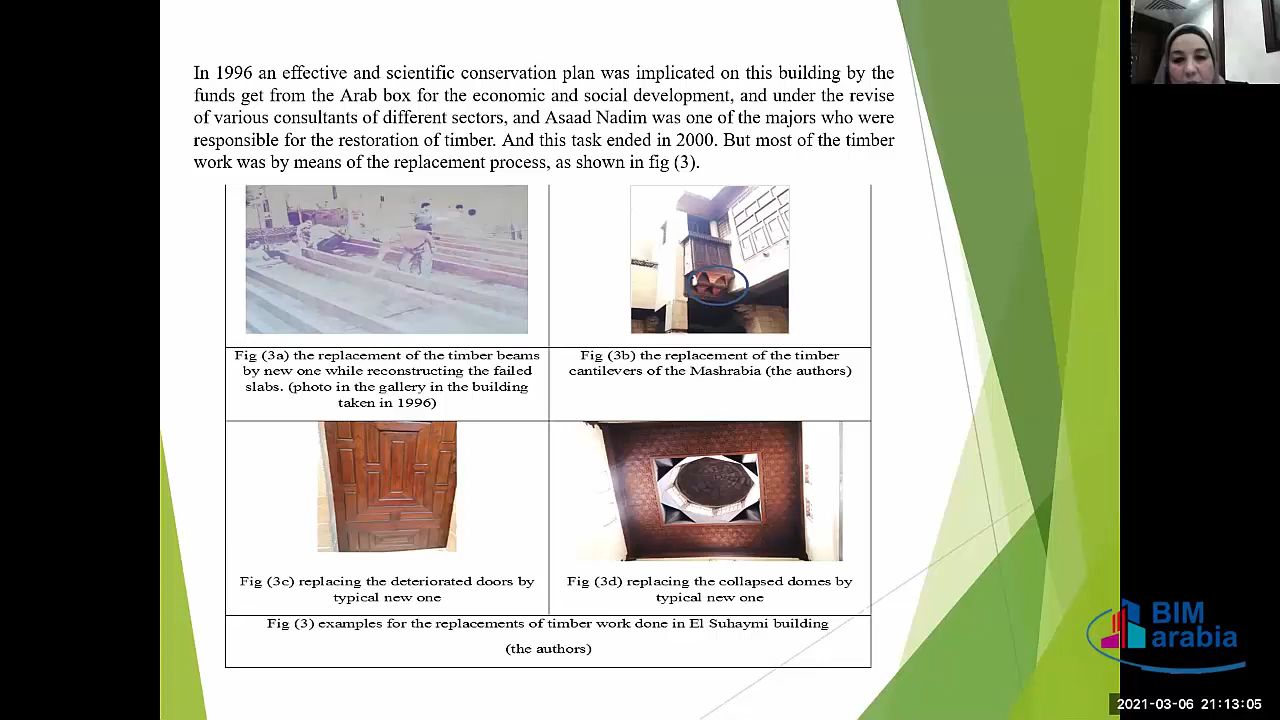 In 1996 an effective and scientific conservation plan was implicated on this building by the
funds get from the Arab box for the economic and social development, and under the revise
of various consultants of different sectors, and Asaad Nadim was one of the majors who were
responsible for the restoration of timber. And this task ended in 2000. But most of the timber
work was by means of the replacement process, as shown in fig (3).
Fig (3a) the replacement of the timber beams
by new one while reconstructing the failed
slabs. (photo in the gallery in the building
taken in 1996)
Fig (3b) the replacement of the timber
cantilevers of the Mashrabia (the authors)
Fig (3c) replacing the deteriorated doors by
typical new one
Fig (3d) replacing the collapsed domes by
typical new one
Fig (3) examples for the replacements of timber work done in El Suhaymi building
(the authors)
BIM
arabia
2021-03-06 21:13:05